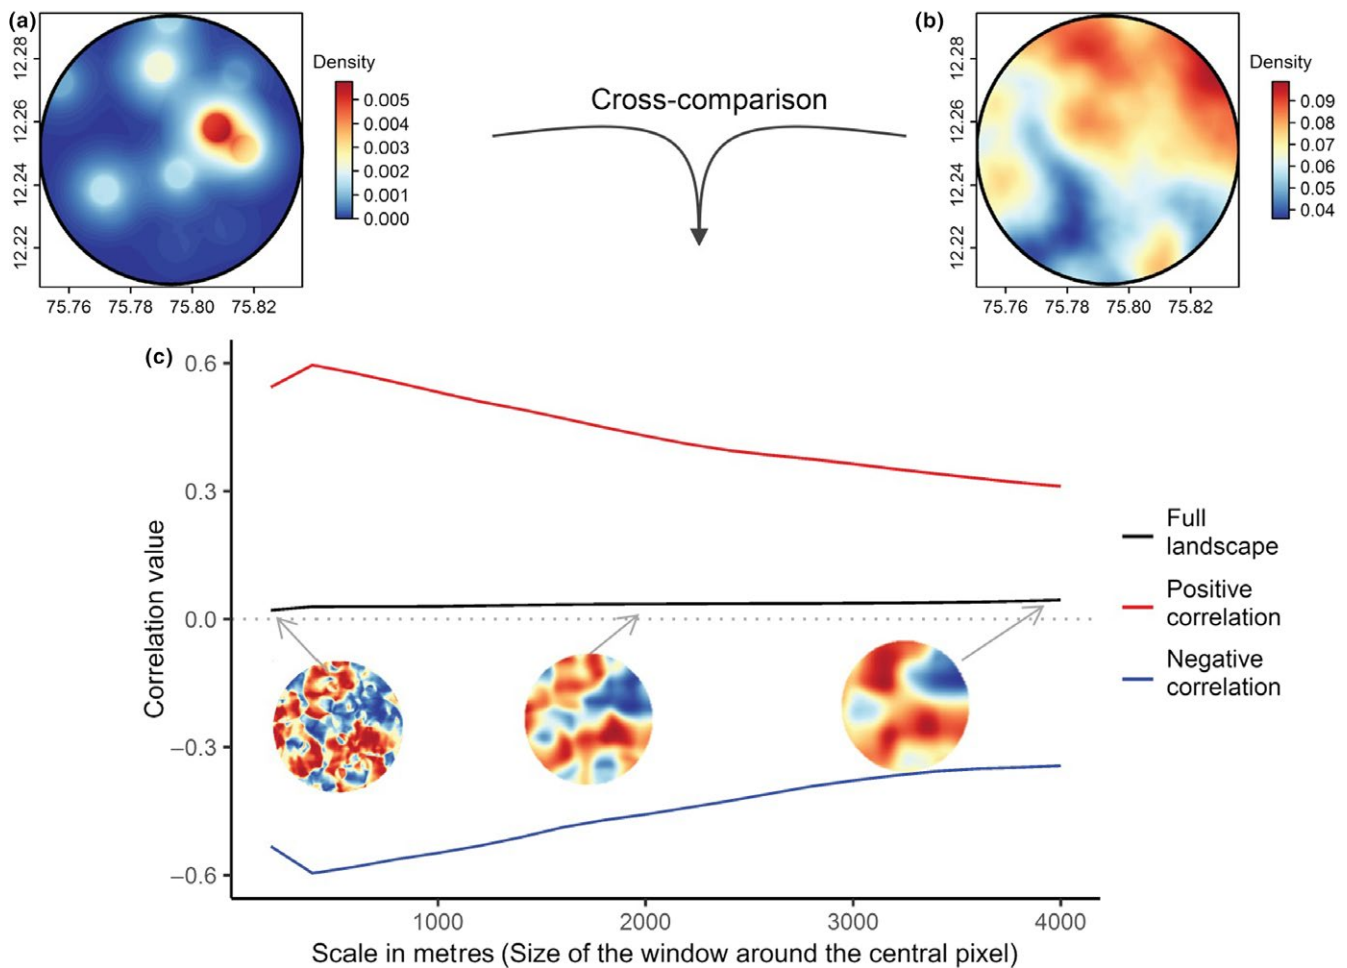 (a)
12.28
12.26
12.24
12.22
75.76 75.78 75.80 75.82
Density
0.005
0.004
0.003
0.002
0.001
0.000
Cross-comparison
(b)
12.28
12.26
12.24
12.22
75.76 75.78 75.80 75.82
Density
0.09
0.08
0.07
0.06
0.05
0.04
(c)
Correlation value
0.6
0.3
0.0
−0.3
−0.6
1000 2000 3000 4000
Scale in metres (Size of the window around the central pixel)
Full
landscape
Positive
correlation
Negative
correlation